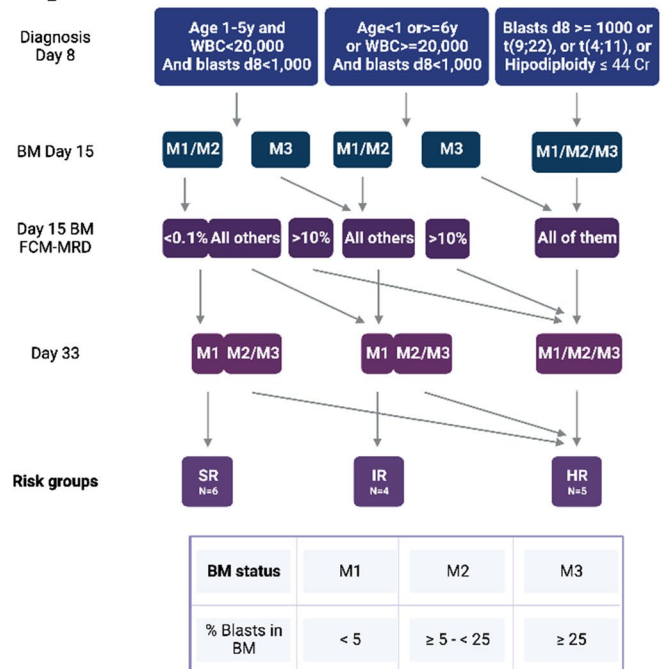 Diagnosis
Day 8
Age 1-5y and
WBC<20,000
And blasts d8<1,000
Age<1 or>=6y
or WBC>=20,000
And blasts d8<1,000
Blasts d8 >= 1000 or
t(9;22), or t(4;11), or
Hipodiploidy ≤ 44 Cr
BM Day 15
M1/M2
M3
M1/M2
M3
M1/M2/M3
Day 15 BM
FCM-MRD
<0.1%
All others
>10%
All others
>10%
All of them
Day 33
M1
M2/M3
M1
M2/M3
M1/M2/M3
Risk groups
SR
N=6
IR
N=4
HR
N=5
BM status
M1
M2
M3
% Blasts in
BM
< 5
≥ 5 - < 25
≥ 25